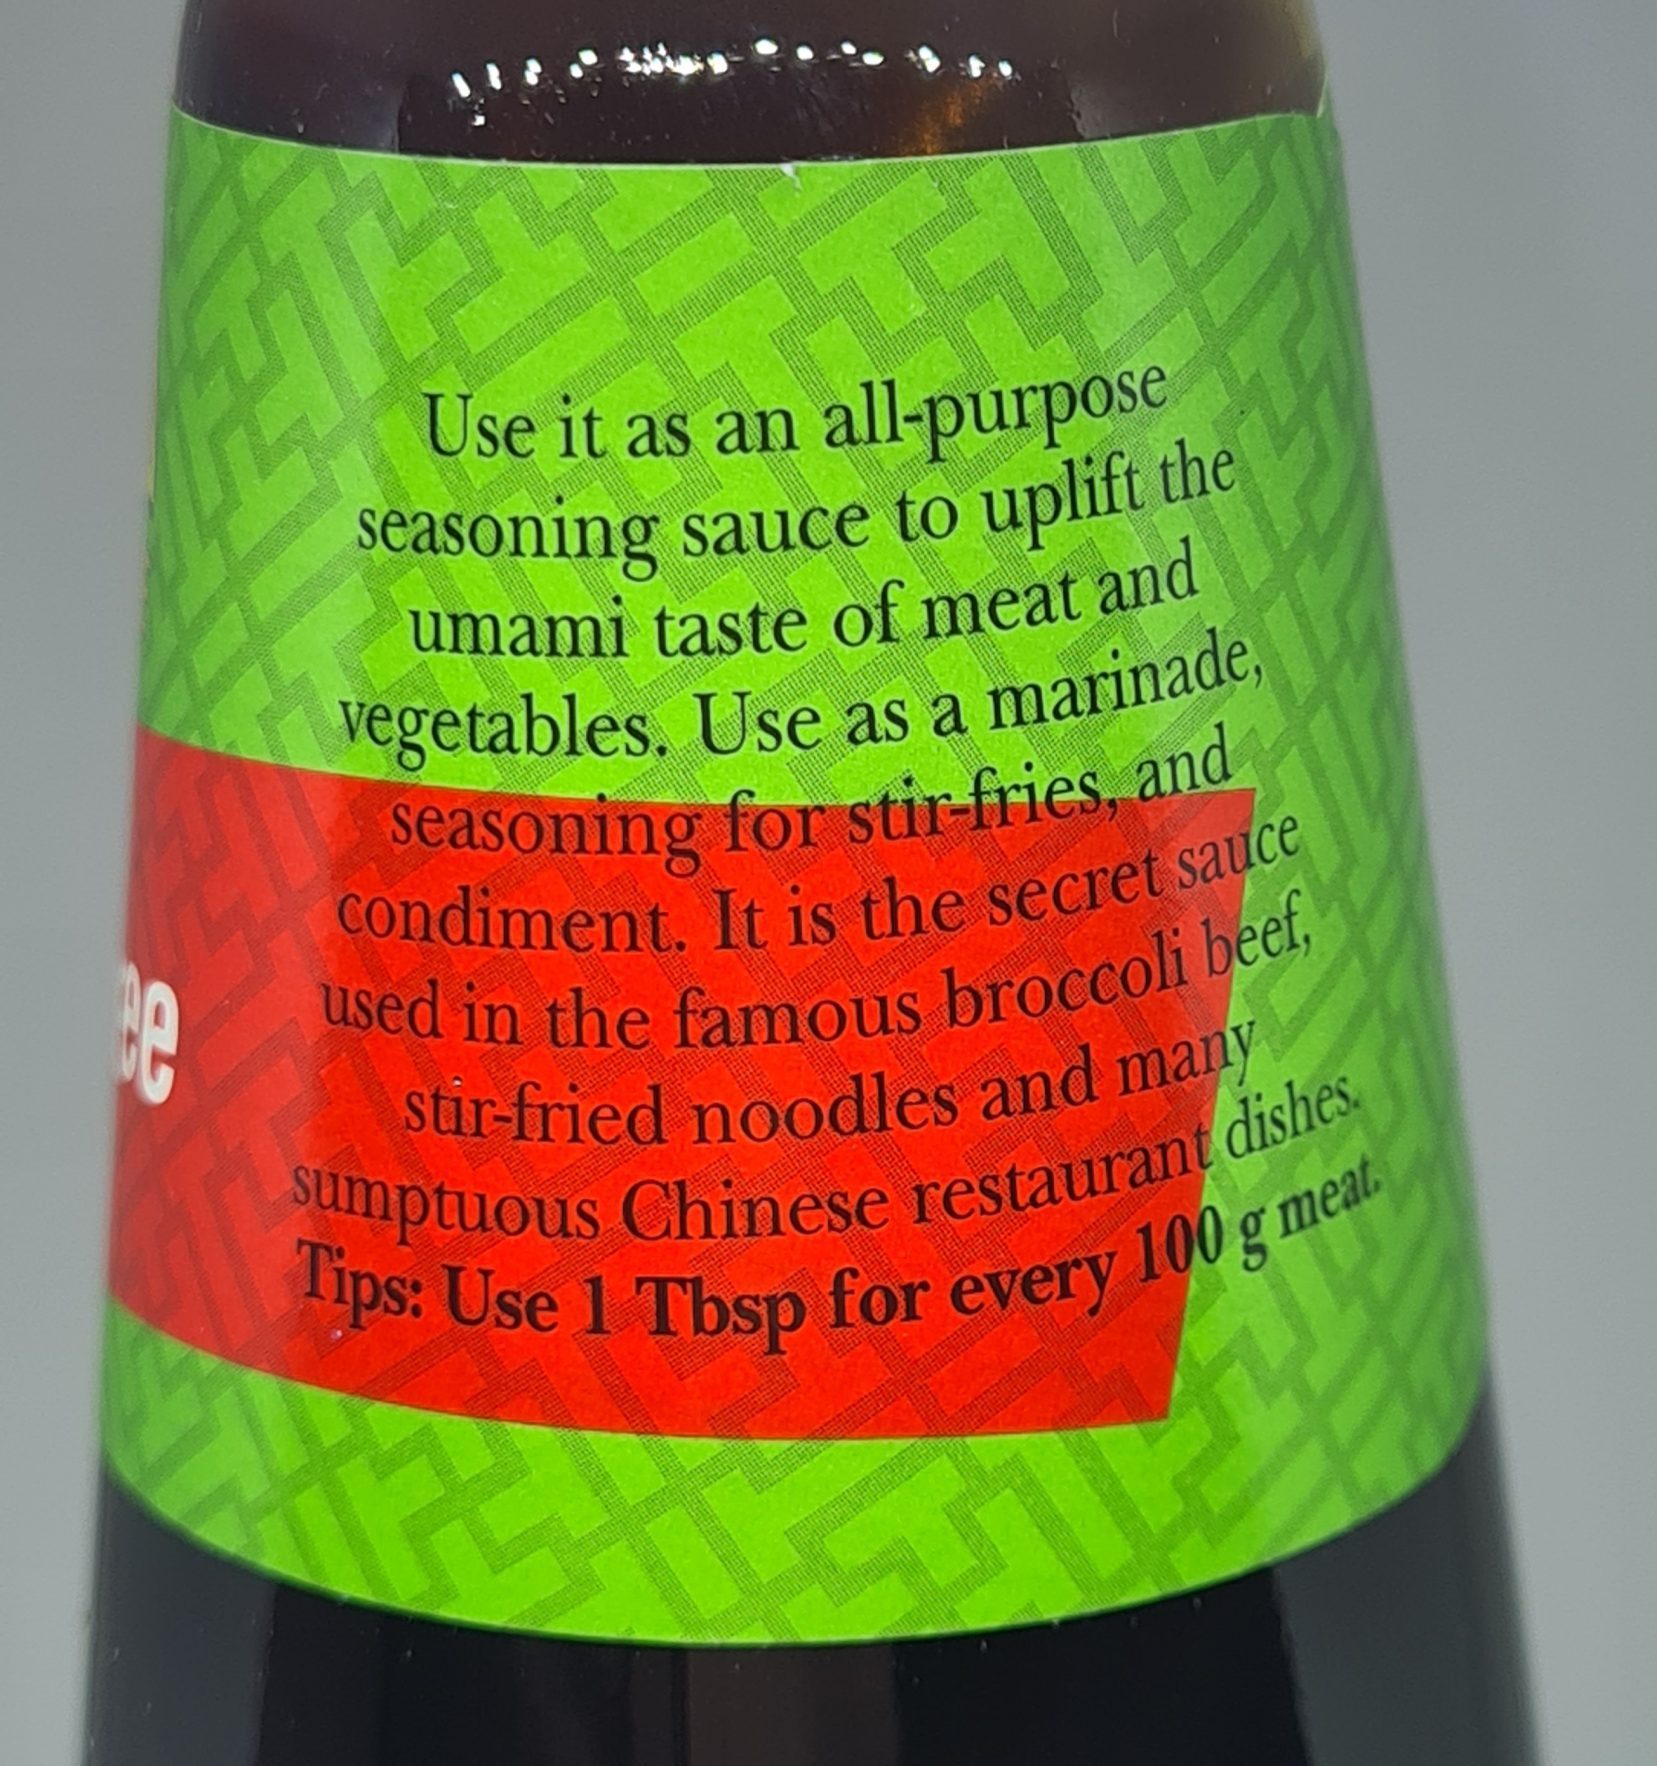 Use it as an all-purpose
seasoning sauce to uplift the
umami taste of meat and
vegetables. Use as a marinade,
seasoning for stir-fries, and
condiment. It is the secret sauce
used in the famous broccoli beef,
stir-fried noodles and many
sumptuous Chinese restaurant dishes.
Tips: Use 1 Tbsp for every 100 g meat.